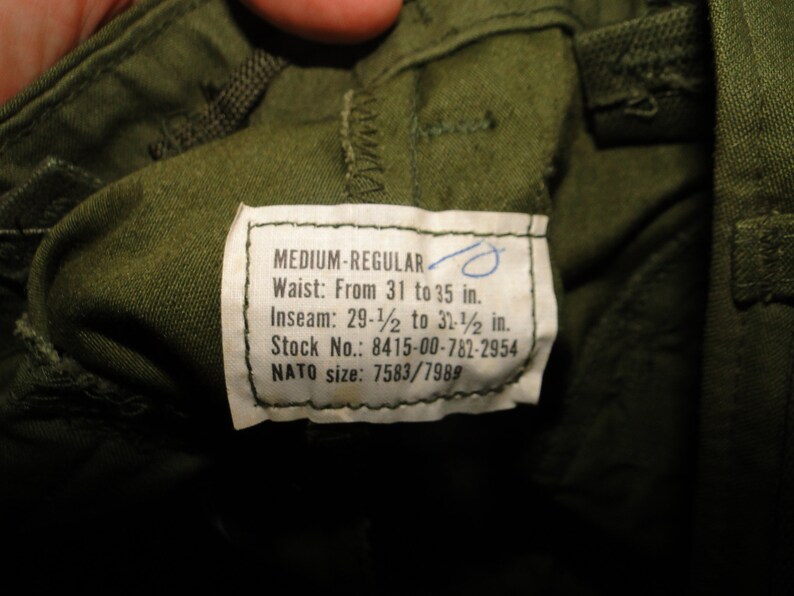 MEDIUM-REGULAR
Waist: From 31 to 35 in.
Inseam: 29-1/2 to 32-1/2 in.
Stock No.: 8415-00-782-2954
NATO size: 7583/7989